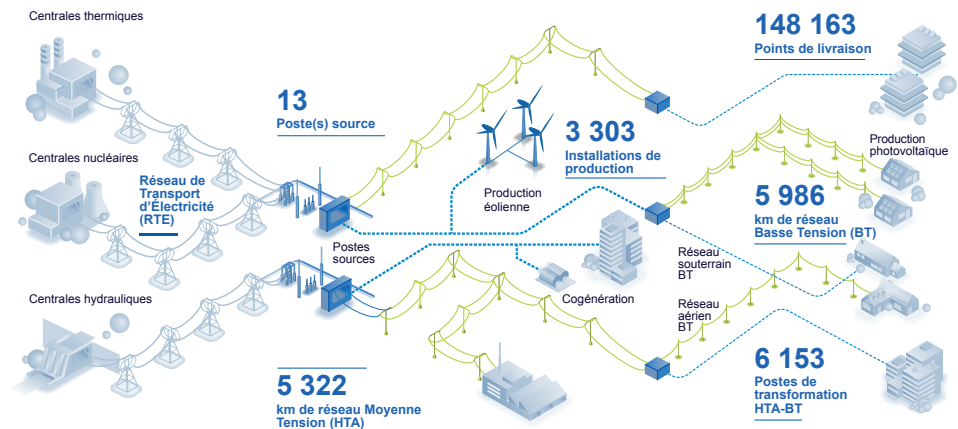 Centrales thermiques
13
Poste(s) source
148 163
Points de livraison
3 303
Installations de
production
Centrales nucléaires
Réseau de
Transport
d'Électricité
(RTE)
Production
éolienne
Production
photovoltaïque
5 986
km de réseau
Basse Tension (BT)
Postes
sources
Réseau
souterrain
BT
Centrales hydrauliques
Cogénération
Réseau
aérien
BT
5 322
km de réseau Moyenne
Tension (HTA)
6 153
Postes de
transformation
HTA-BT